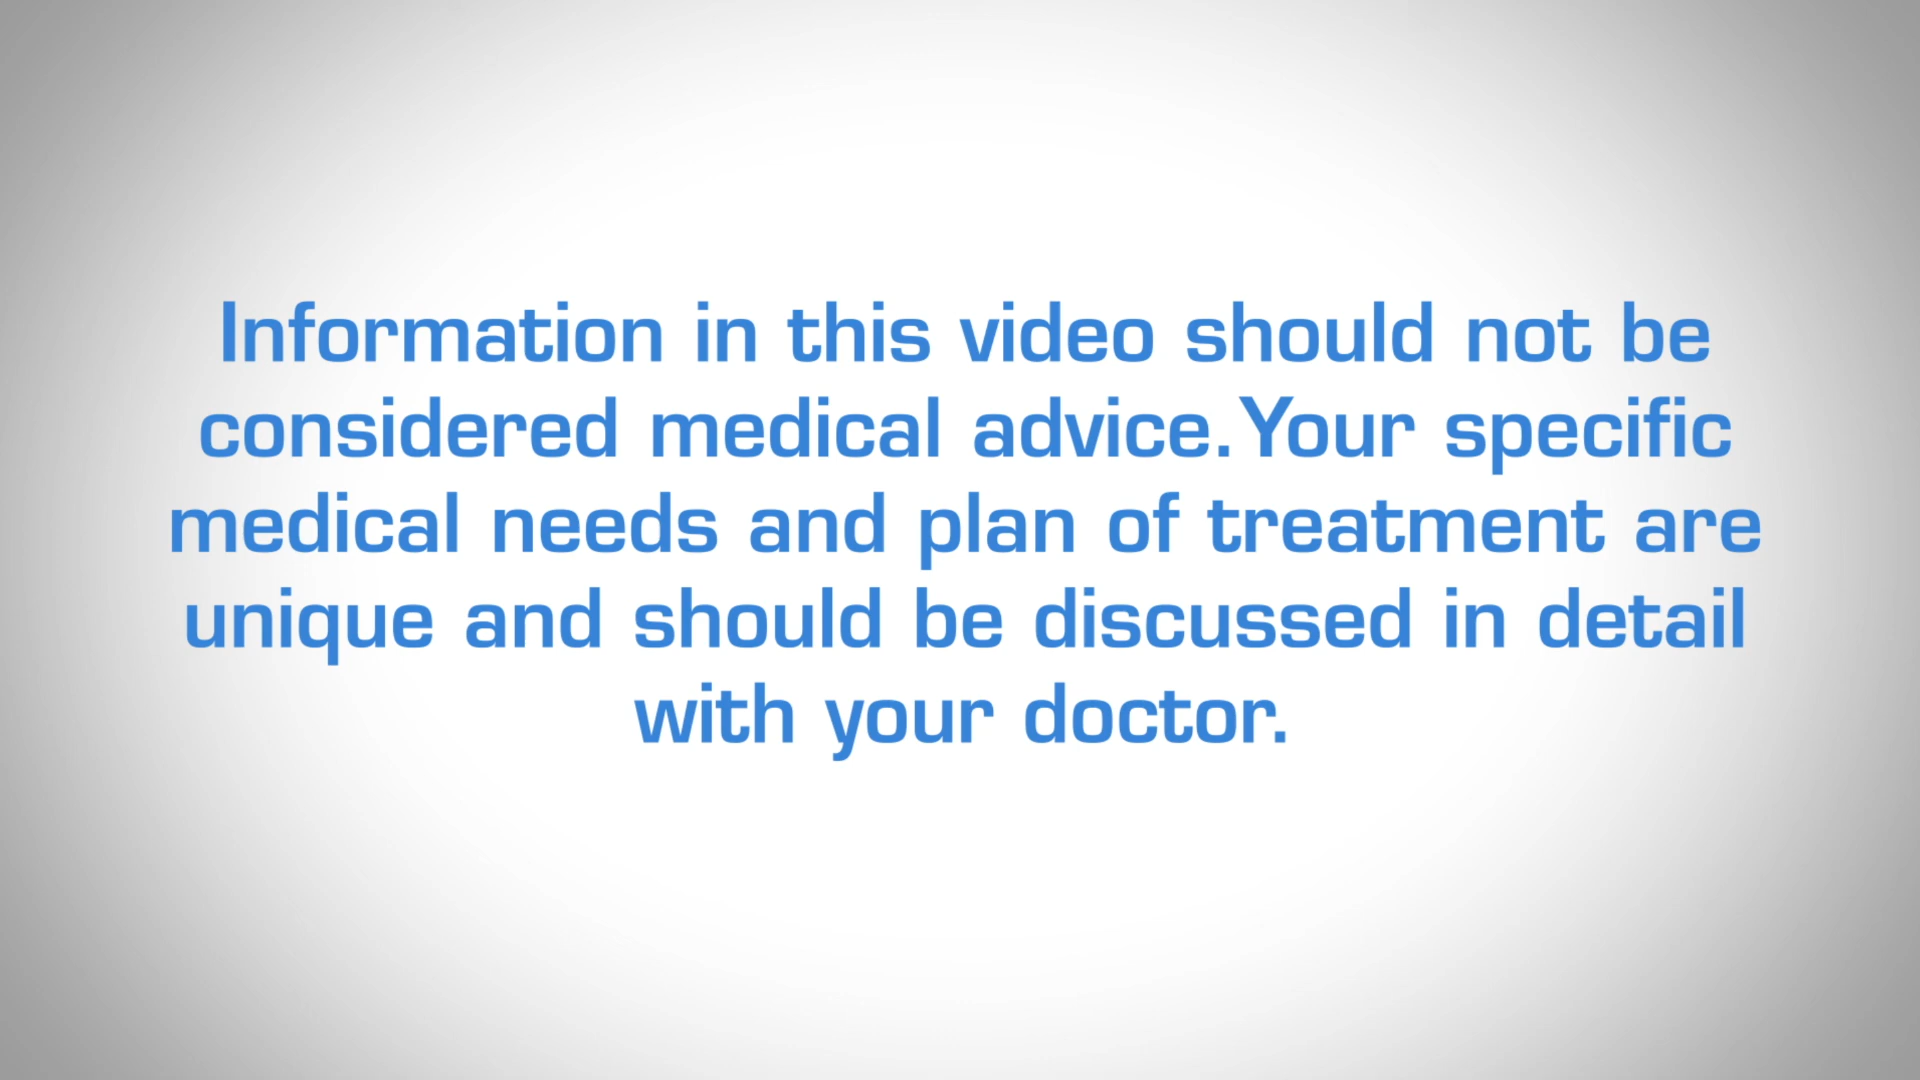 Information in this video should not be
considered medical advice. Your specific
medical needs and plan of treatment are
unique and should be discussed in detail
with your doctor.